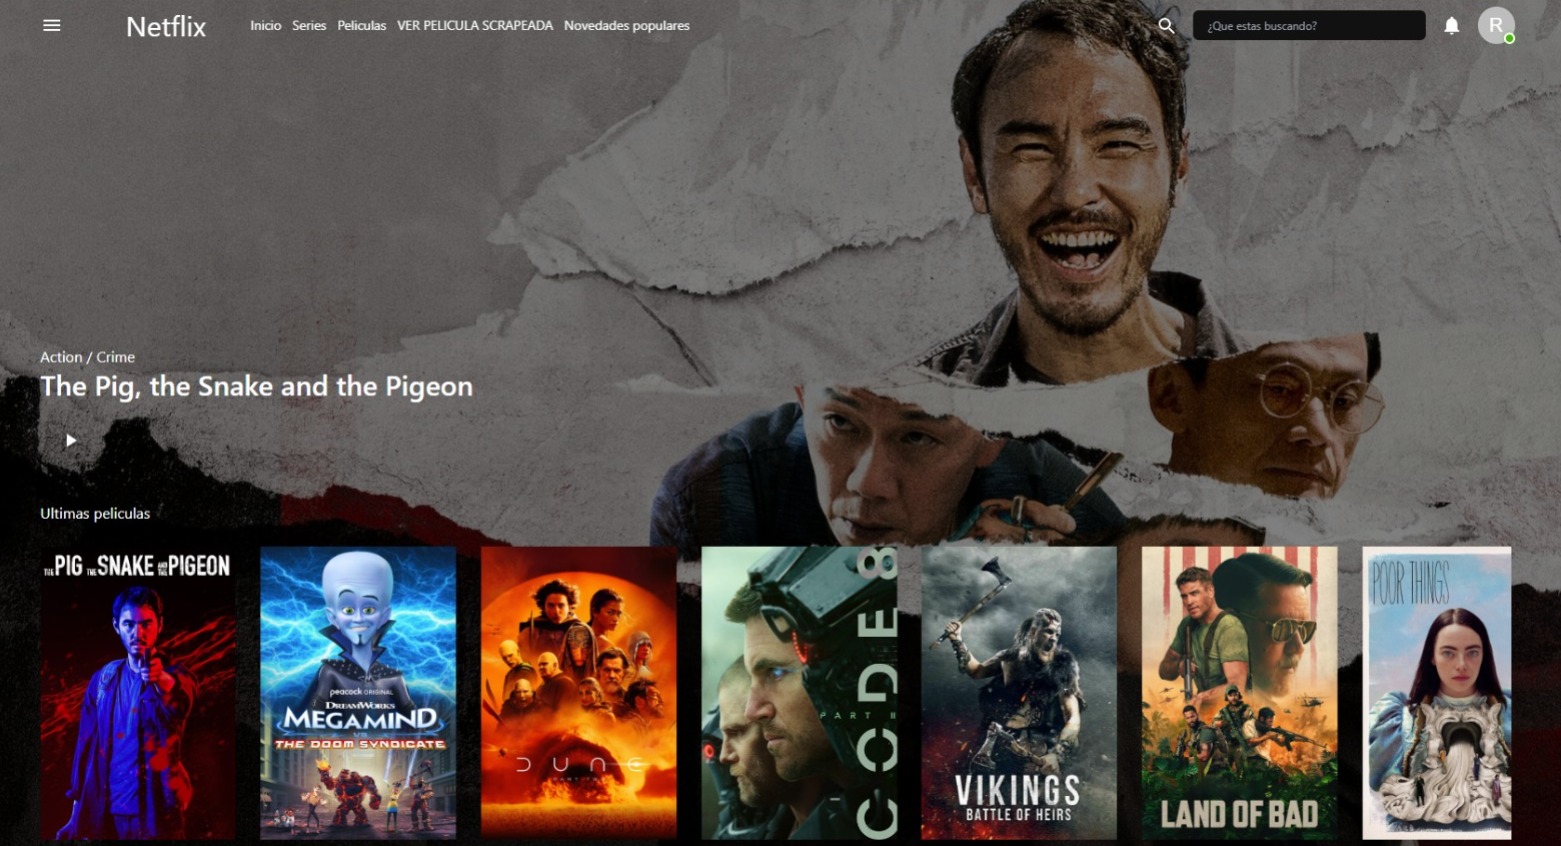 Netflix
Inicio Series Peliculas VER PELICULA SCRAPEADA Novedades populares
¿Que estas buscando?
R
Action / Crime
The Pig, the Snake and the Pigeon
Ultimas peliculas
THE PIG THE SNAKE AND THE PIGEON
peacock ORIGINAL
DREAMWORKS
MEGAMIND
VS
THE DOOM SYNDICATE
DUNE
PART II
CODE 8
VIKINGS
BATTLE OF HEIRS
LAND OF BAD
POOR THINGS